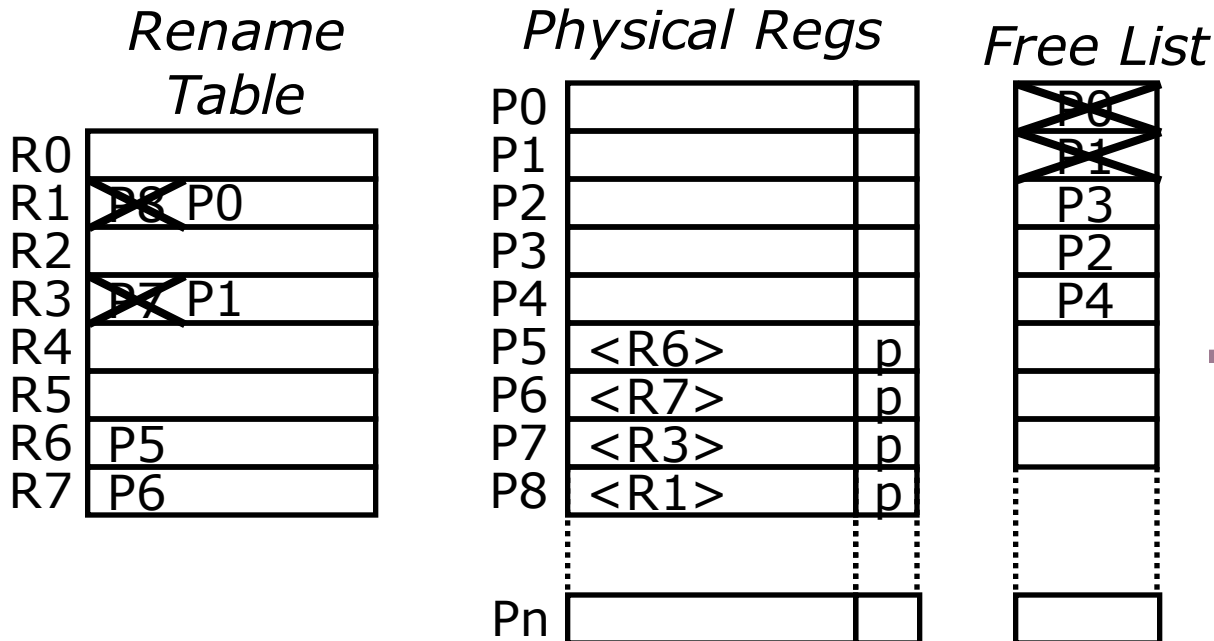 Rename
Table
R0
R1 P8 P0
R2
R3 P7 P1
R4
R5
R6 P5
R7 P6
Physical Regs
P0
P1
P2
P3
P4
P5 <R6> p
P6 <R7> p
P7 <R3> p
P8 <R1> p
Pn
Free List
P0
P1
P3
P2
P4